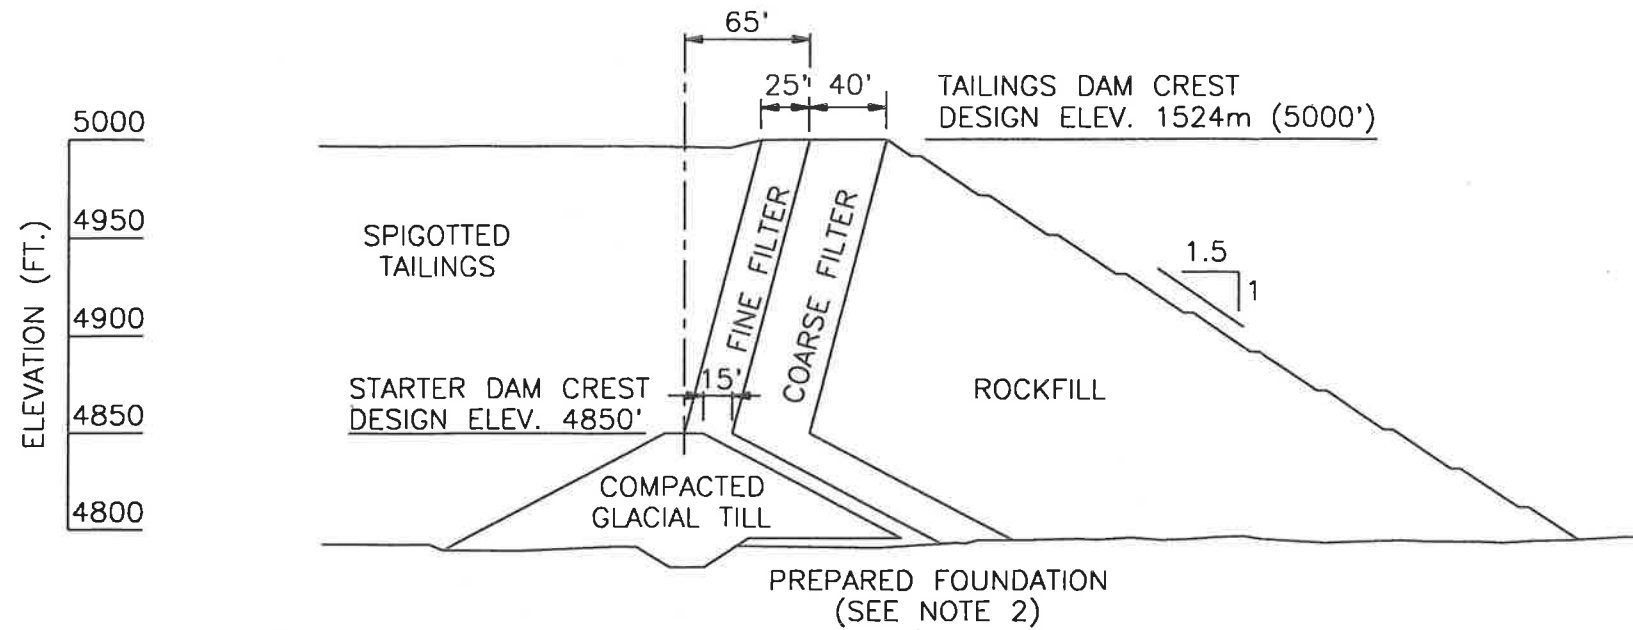 65'
25'
40'
TAILINGS DAM CREST
DESIGN ELEV. 1524m (5000')
5000
4950
4900
4850
4800
ELEVATION (FT.)
SPIGOTTED
TAILINGS
FINE FILTER
COARSE FILTER
1.5
1
15'
STARTER DAM CREST
DESIGN ELEV. 4850'
ROCKFILL
COMPACTED
GLACIAL TILL
PREPARED FOUNDATION
(SEE NOTE 2)